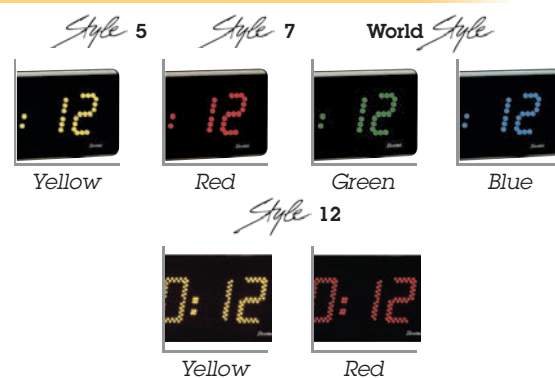 Style 5 Style 7 World Style
: 12 : 12 : 12 : 12
Yellow Red Green Blue
Style 12
0: 12 0: 12
Yellow Red